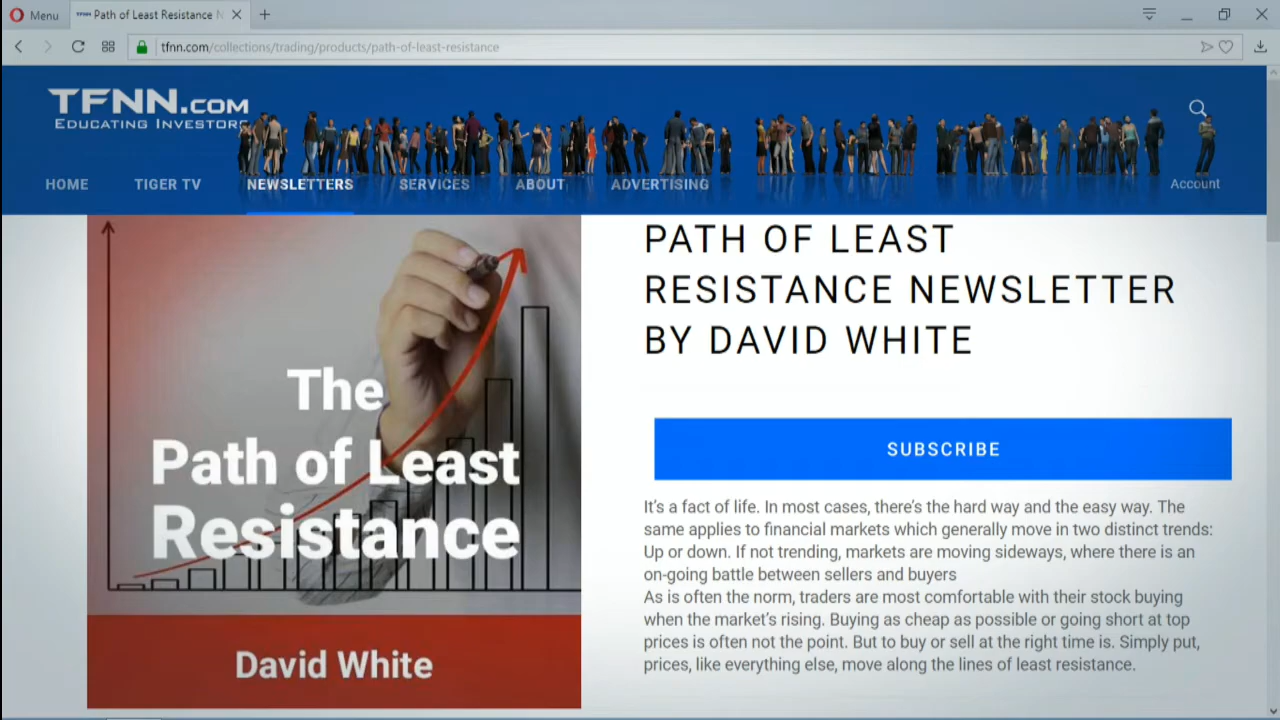 Menu
Path of Least Resistance N
tfnn.com/collections/trading/products/path-of-least-resistance
TFNN.COM
EDUCATING INVESTORS
HOME TIGER TV NEWSLETTERS SERVICES ABOUT ADVERTISING Account
The
Path of Least
Resistance
David White
PATH OF LEAST
RESISTANCE NEWSLETTER
BY DAVID WHITE
SUBSCRIBE
It's a fact of life. In most cases, there's the hard way and the easy way. The
same applies to financial markets which generally move in two distinct trends:
Up or down. If not trending, markets are moving sideways, where there is an
on-going battle between sellers and buyers
As is often the norm, traders are most comfortable with their stock buying
when the market's rising. Buying as cheap as possible or going short at top
prices is often not the point. But to buy or sell at the right time is. Simply put,
prices, like everything else, move along the lines of least resistance.